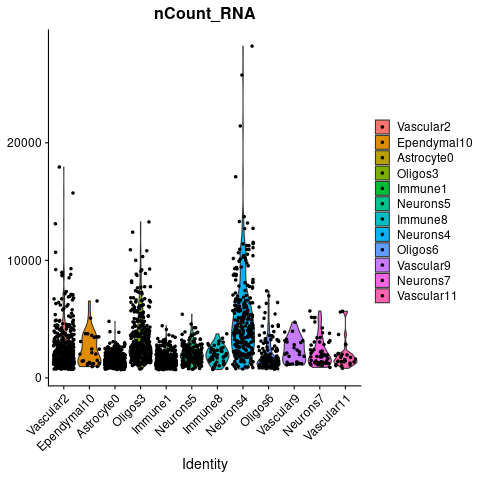 nCount_RNA
20000
10000
0
Vascular2
Ependymal10
Astrocyte0
Oligos3
Immune1
Neurons5
Immune8
Neurons4
Oligos6
Vascular9
Neurons7
Vascular11
Identity
Vascular2
Ependymal10
Astrocyte0
Oligos3
Immune1
Neurons5
Immune8
Neurons4
Oligos6
Vascular9
Neurons7
Vascular11